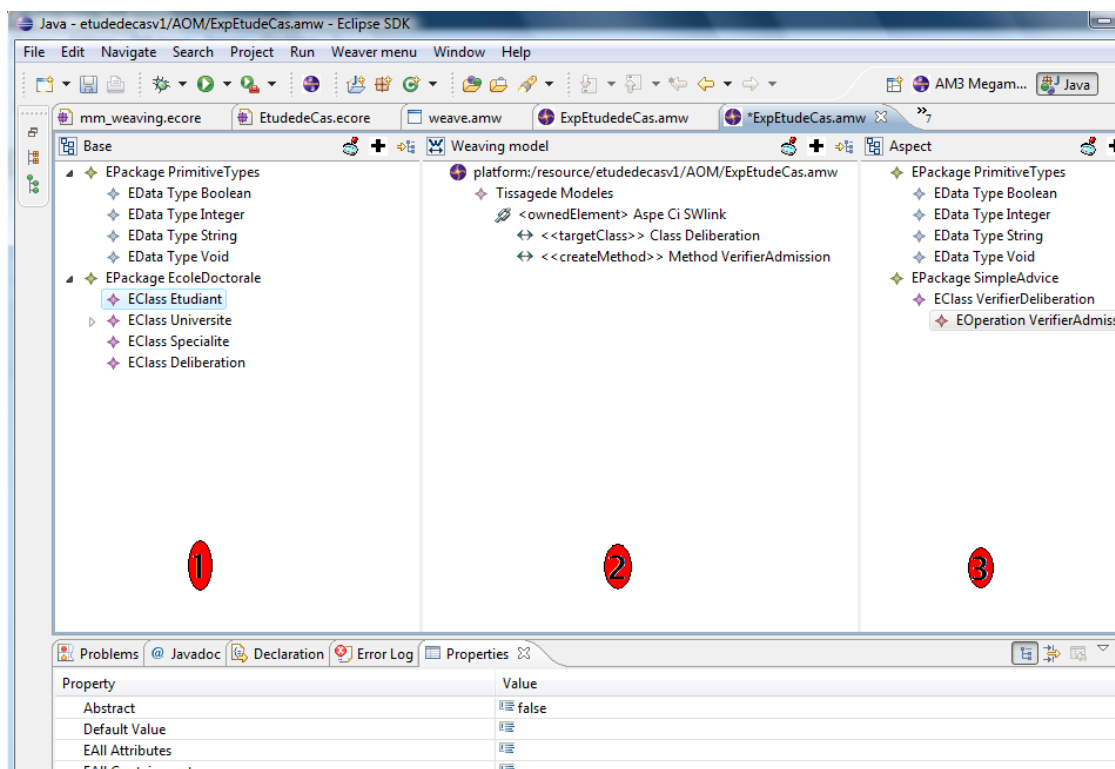 Java - etudedecasv1/AOM/ExpEtudeCas.amw - Eclipse SDK
File Edit Navigate Search Project Run Weaver menu Window Help
AM3 Megam... Java
mm_weaving.ecore EtudedeCas.ecore weave.amw ExpEtudedeCas.amw *ExpEtudeCas.amw »7
Base
EPackage PrimitiveTypes
EData Type Boolean
EData Type Integer
EData Type String
EData Type Void
EPackage EcoleDoctorale
EClass Etudiant
EClass Universite
EClass Specialite
EClass Deliberation
1
Weaving model
platform:/resource/etudedecasv1/AOM/ExpEtudeCas.amw
Tissagede Modeles
<ownedElement> Aspe Ci SWlink
<<targetClass>> Class Deliberation
<<createMethod>> Method VerifierAdmission
2
Aspect
EPackage PrimitiveTypes
EData Type Boolean
EData Type Integer
EData Type String
EData Type Void
EPackage SimpleAdvice
EClass VerifierDeliberation
EOperation VerifierAdmiss
3
Problems @ Javadoc Declaration Error Log Properties
Property Value
Abstract false
Default Value
EAll Attributes